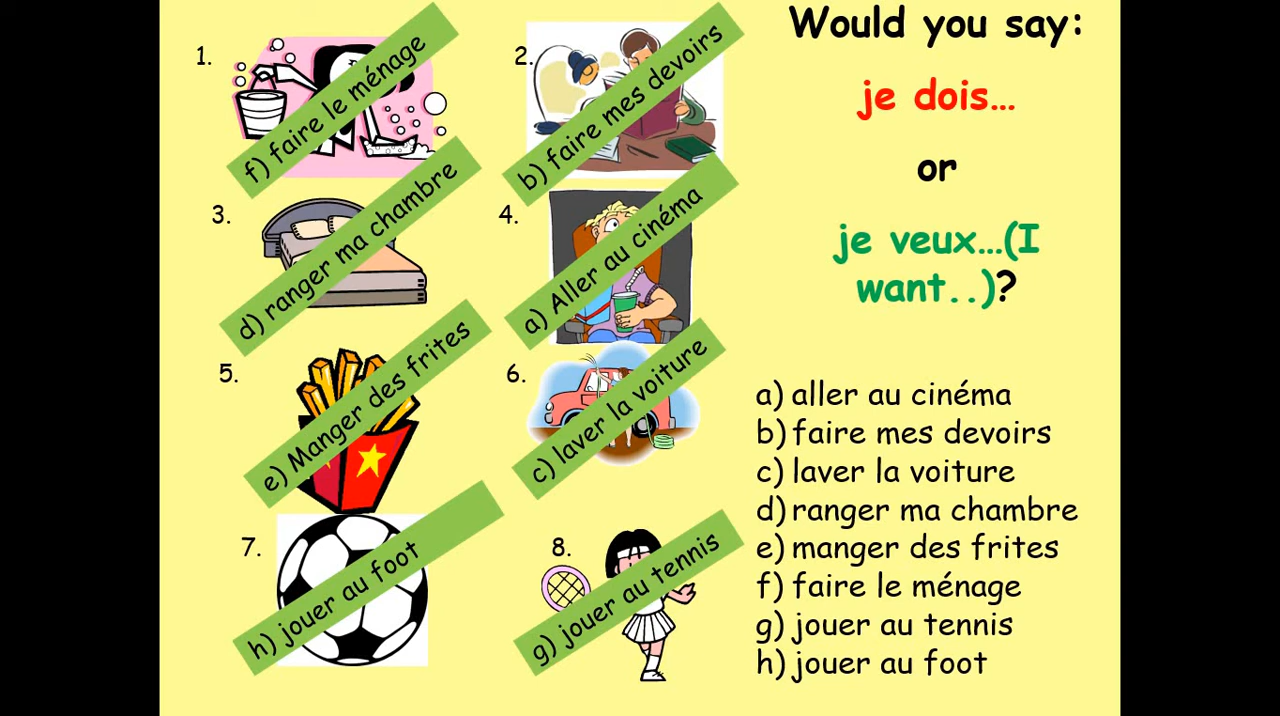 1.
f) faire le ménage
2.
b) faire mes devoirs
3.
d) ranger ma chambre
4.
a) Aller au cinéma
5.
e) Manger des frites
6.
c) laver la voiture
7.
h) jouer au foot
8.
g) jouer au tennis
Would you say:
je dois...
or
je veux...(I
want..)?
a) aller au cinéma
b) faire mes devoirs
c) laver la voiture
d) ranger ma chambre
e) manger des frites
f) faire le ménage
g) jouer au tennis
h) jouer au foot